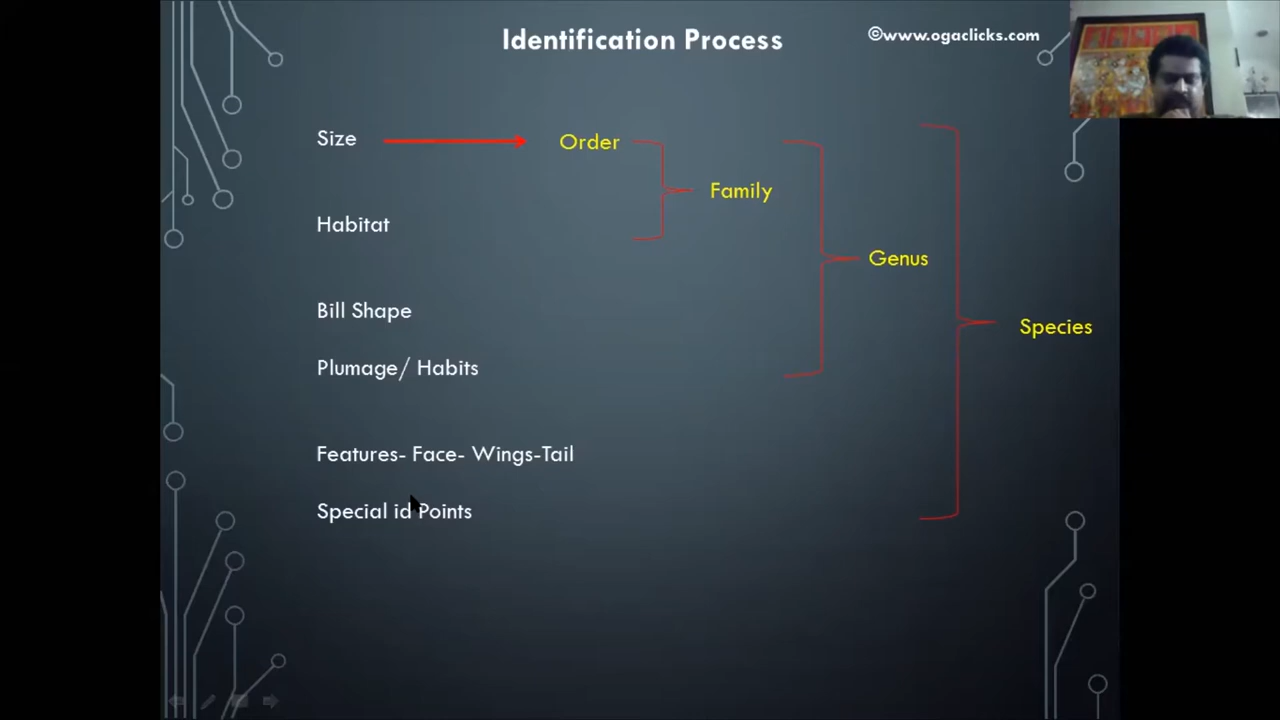 Identification Process
©www.ogaclicks.com
Size
Order
Family
Habitat
Genus
Bill Shape
Species
Plumage/ Habits
Features- Face- Wings-Tail
Special id Points